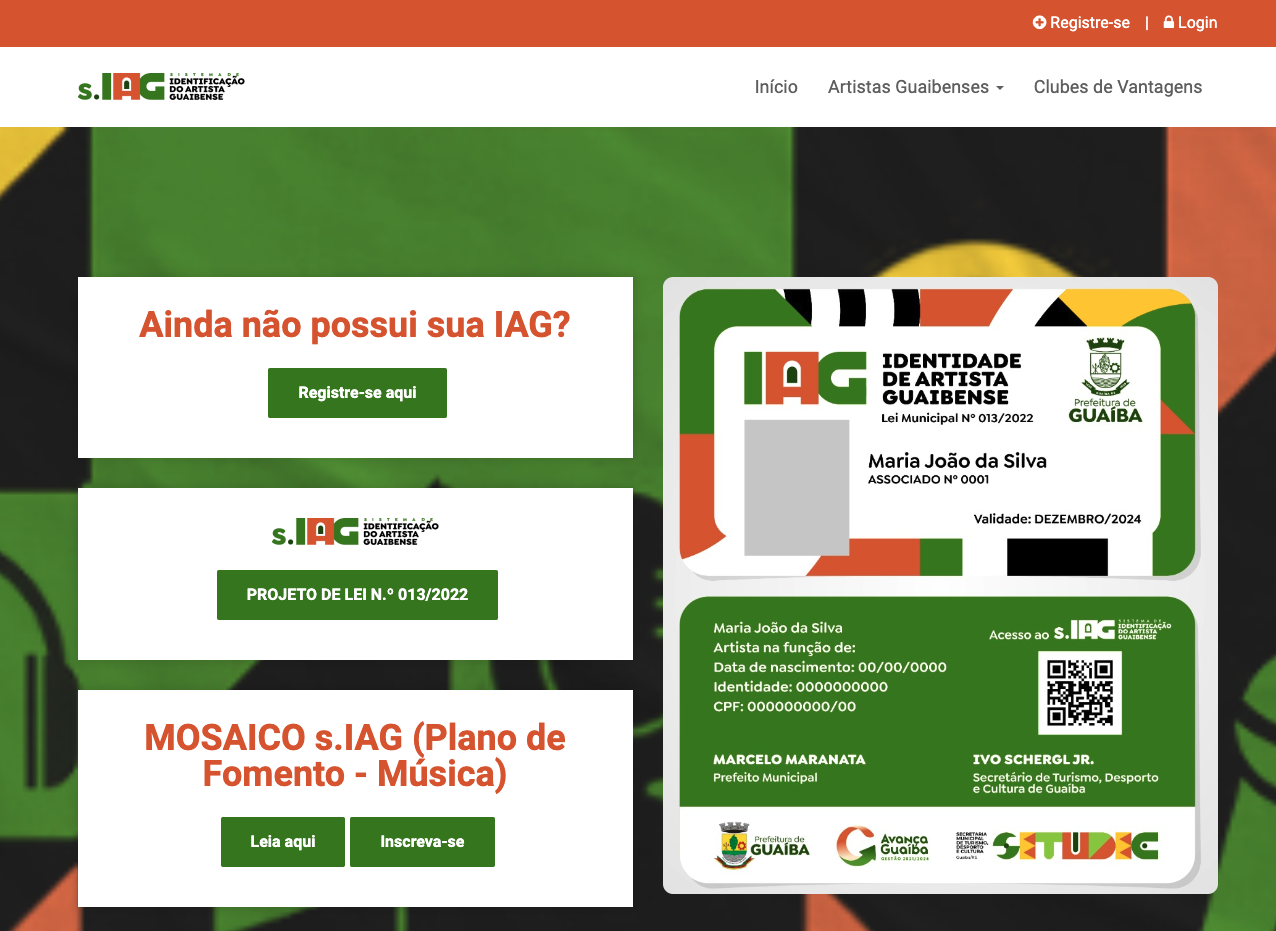 Registre-se | Login
s.IAG SISTEMA DE
IDENTIFICAÇÃO
DO ARTISTA
GUAIBENSE
Início Artistas Guaibenses Clubes de Vantagens
Ainda não possui sua IAG?
Registre-se aqui
s.IAG SISTEMA DE
IDENTIFICAÇÃO
DO ARTISTA
GUAIBENSE
PROJETO DE LEI N.º 013/2022
MOSAICO s.IAG (Plano de
Fomento - Música)
Leia aqui Inscreva-se
IAG IDENTIDADE
DE ARTISTA
GUAIBENSE
Lei Municipal Nº 013/2022
Prefeitura de
GUAÍBA
Maria João da Silva
ASSOCIADO Nº 0001
Validade: DEZEMBRO/2024
Maria João da Silva
Artista na função de:
Data de nascimento: 00/00/0000
Identidade: 0000000000
CPF: 000000000/00
Acesso ao s.IAG SISTEMA DE
IDENTIFICAÇÃO
DO ARTISTA
GUAIBENSE
MARCELO MARANATA
Prefeito Municipal
IVO SCHERGL JR.
Secretário de Turismo, Desporto
e Cultura de Guaíba
Prefeitura de
GUAÍBA
Avança
Guaíba
GESTÃO 2021/2024
SECRETARIA
MUNICIPAL
DE TURISMO,
DESPORTO
E CULTURA
Guaíba/RS
SETUDEC